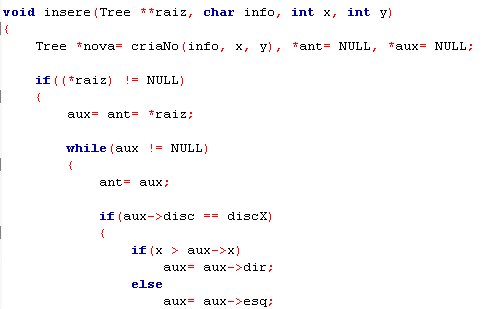 void insere(Tree **raiz, char info, int x, int y)
{
    Tree *nova= criaNo(info, x, y), *ant= NULL, *aux= NULL;
    if((*raiz) != NULL)
    {
        aux= ant= *raiz;
        while(aux != NULL)
        {
            ant= aux;
            if(aux->disc == discX)
            {
                if(x > aux->x)
                    aux= aux->dir;
                else
                    aux= aux->esq;